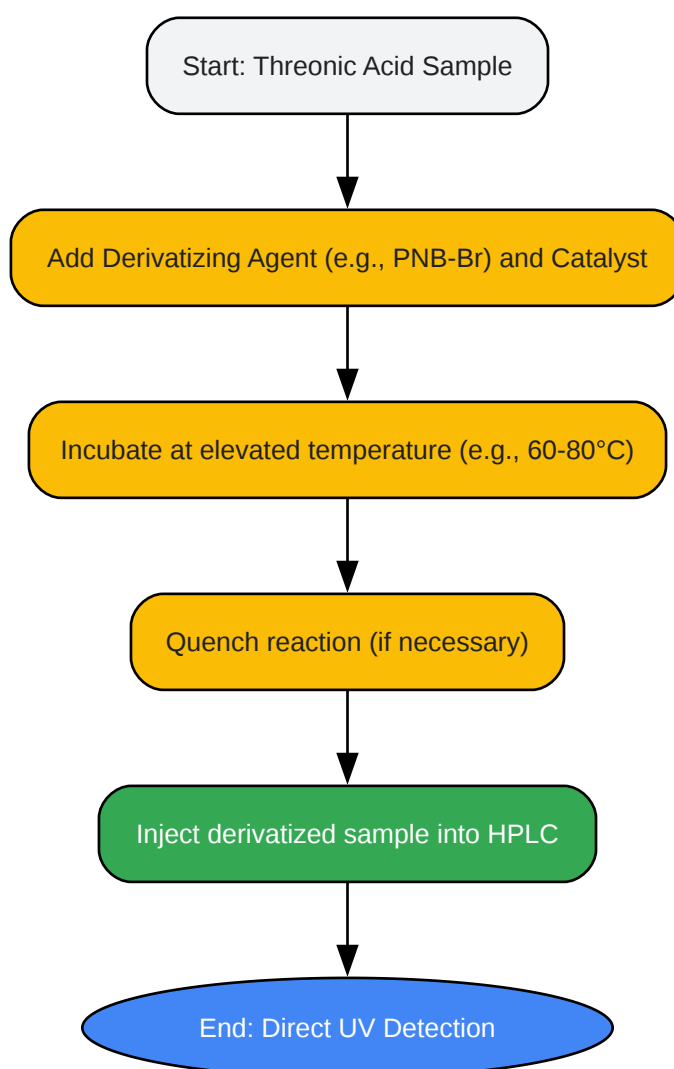 Start: Threonic Acid Sample
Add Derivatizing Agent (e.g., PNB-Br) and Catalyst
Incubate at elevated temperature (e.g., 60-80°C)
Quench reaction (if necessary)
Inject derivatized sample into HPLC
End: Direct UV Detection